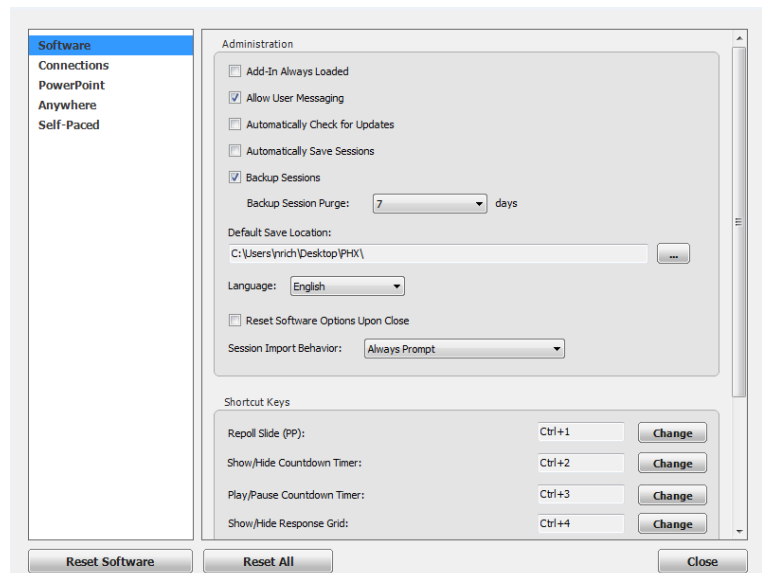 Software
Connections
PowerPoint
Anywhere
Self-Paced
Administration
Add-In Always Loaded
Allow User Messaging
Automatically Check for Updates
Automatically Save Sessions
Backup Sessions
Backup Session Purge: 7 days
Default Save Location:
C:\Users\nrich\Desktop\PHX\ ...
Language: English
Reset Software Options Upon Close
Session Import Behavior: Always Prompt
Shortcut Keys
Repoll Slide (PP): Ctrl+1 Change
Show/Hide Countdown Timer: Ctrl+2 Change
Play/Pause Countdown Timer: Ctrl+3 Change
Show/Hide Response Grid: Ctrl+4 Change
Reset Software Reset All Close